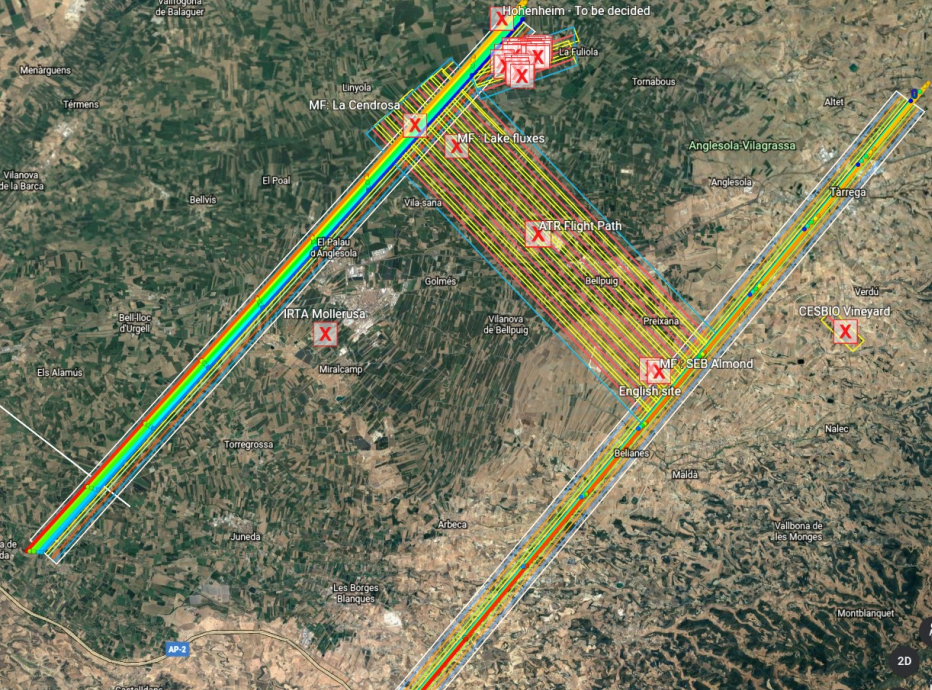 Vallfogona
de Balaguer
Hohenheim - To be decided
La Fuliola
Menàrguens
Tornabous
Linyola
Térmens
MF: La Cendrosa
Altet
MF: Lake fluxes
Anglesola-Vilagrassa
Vilanova
de la Barca
El Poal
Anglesola
Bellvís
Tàrrega
Vila-sana
ATR Flight Path
El Palau
d'Anglesola
Golmés
Bellpuig
Verdú
IRTA Mollerusa
CESBIO Vineyard
Bell-lloc
d'Urgell
Vilanova
de Bellpuig
Preixana
Miralcamp
Els Alamús
MF: SEB Almond
English site
Nalec
Torregrossa
Belianes
Maldà
Arbeca
Vallbona de
les Monges
Juneda
a de
da
Les Borges
Blanques
Montblanquet
AP-2
2D
Castelldans